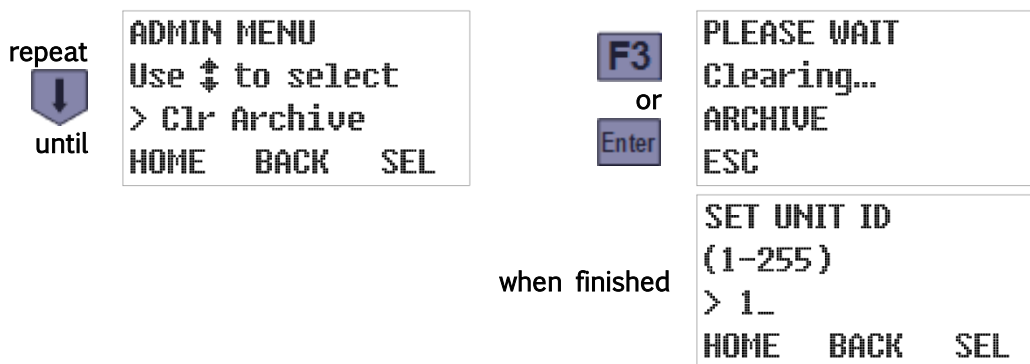 repeat
until
ADMIN MENU
Use ↕ to select
> Clr Archive
HOME BACK SEL
F3
or
Enter
PLEASE WAIT
Clearing...
ARCHIVE
ESC
when finished
SET UNIT ID
(1-255)
> 1_
HOME BACK SEL